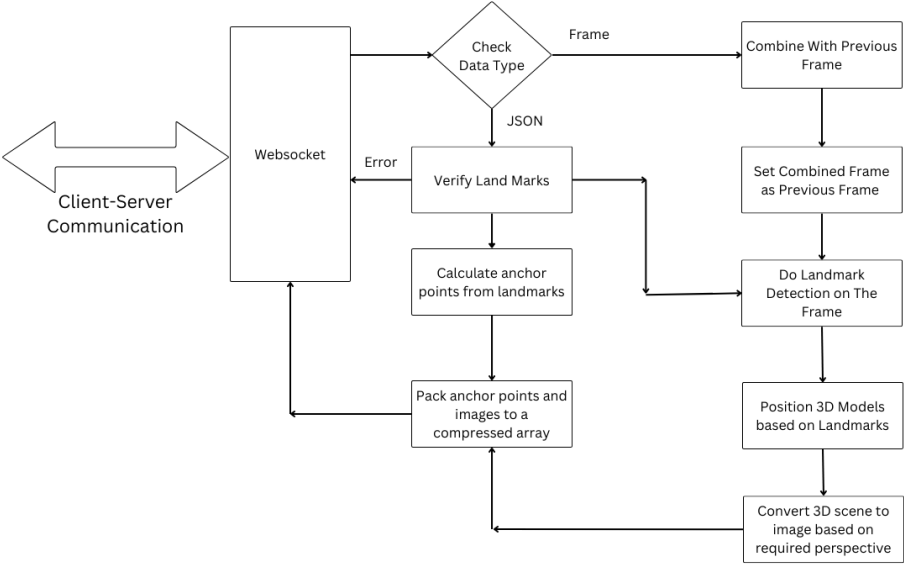 Check
Data Type
Frame
Combine With Previous
Frame
JSON
Websocket
Error
Verify Land Marks
Set Combined Frame
as Previous Frame
Client-Server
Communication
Calculate anchor
points from landmarks
Do Landmark
Detection on The
Frame
Pack anchor points and
images to a
compressed array
Position 3D Models
based on Landmarks
Convert 3D scene to
image based on
required perspective